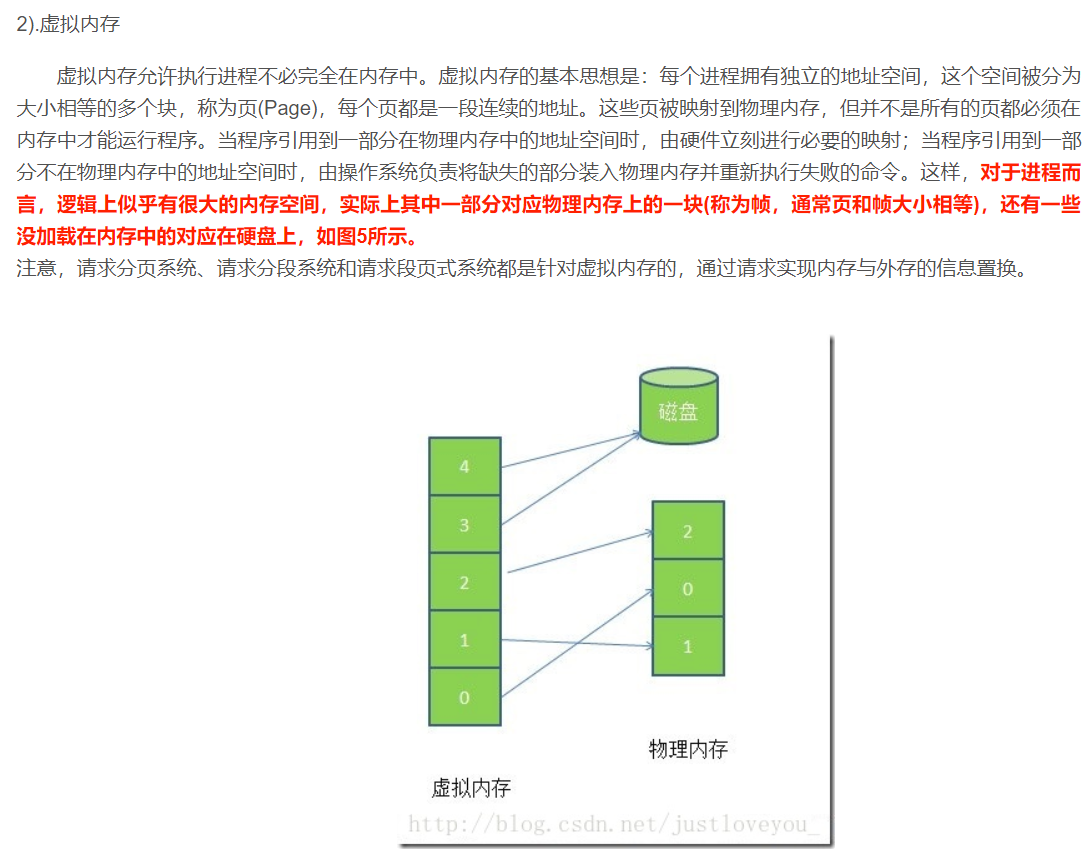 2).虚拟内存
虚拟内存允许执行进程不必完全在内存中。虚拟内存的基本思想是：每个进程拥有独立的地址空间，这个空间被分为
大小相等的多个块，称为页(Page)，每个页都是一段连续的地址。这些页被映射到物理内存，但并不是所有的页都必须在
内存中才能运行程序。当程序引用到一部分在物理内存中的地址空间时，由硬件立刻进行必要的映射；当程序引用到一部
分不在物理内存中的地址空间时，由操作系统负责将缺失的部分装入物理内存并重新执行失败的命令。这样，对于进程而
言，逻辑上似乎有很大的内存空间，实际上其中一部分对应物理内存上的一块(称为帧，通常页和帧大小相等)，还有一些
没加载在内存中的对应在硬盘上，如图5所示。
注意，请求分页系统、请求分段系统和请求段页式系统都是针对虚拟内存的，通过请求实现内存与外存的信息置换。
磁盘
4
3
2
1
0
2
0
1
物理内存
虚拟内存
http://blog.csdn.net/justloveyou_